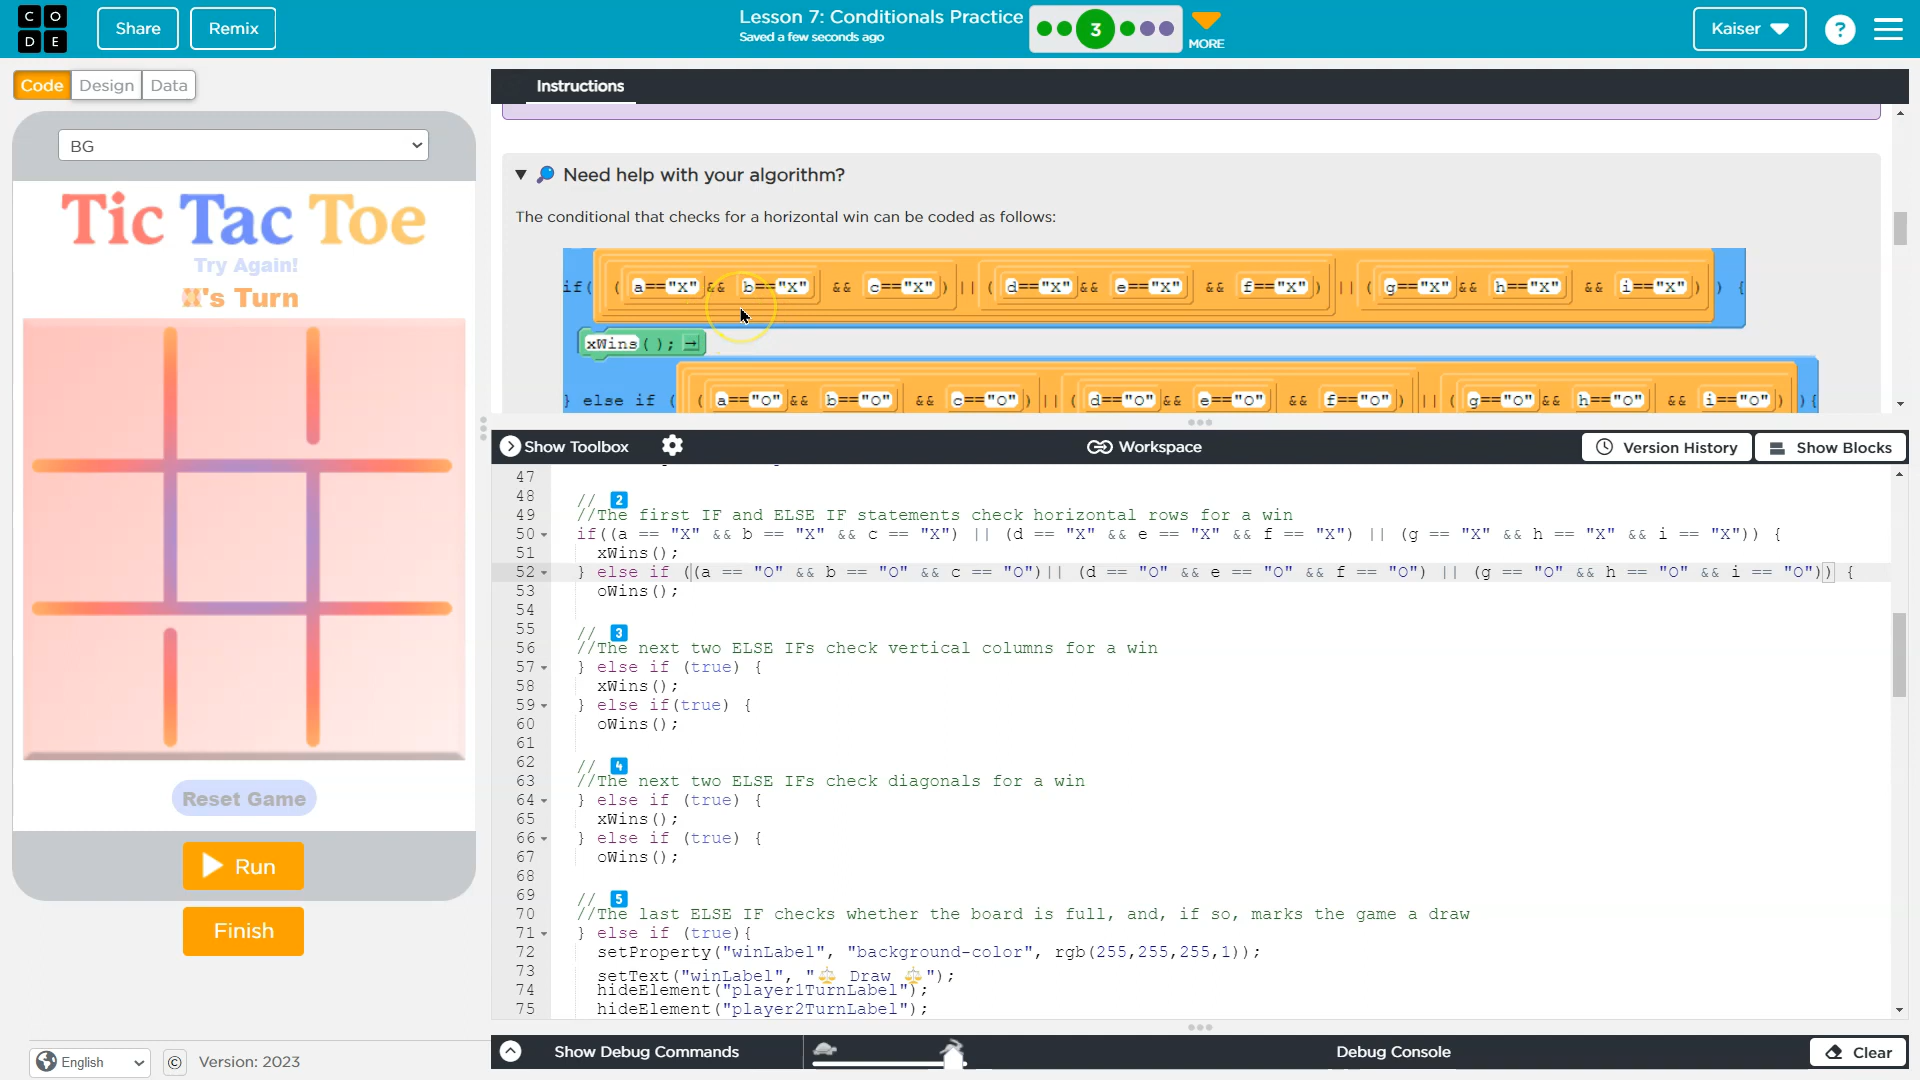 C O
D E
Share
Remix
Lesson 7: Conditionals Practice
Saved a few seconds ago
3
MORE
Kaiser
?
Code
Design
Data
BG
Tic Tac Toe
Try Again!
's Turn
Reset Game
Run
Finish
English
©
Version: 2023
Instructions
Need help with your algorithm?
The conditional that checks for a horizontal win can be coded as follows:
if( ( a=="X" && b=="X" && c=="X" ) || ( d=="X" && e=="X" && f=="X" ) || ( g=="X" && h=="X" && i=="X" ) ) {
xWins ( ); →
} else if ( ( a=="O" && b=="O" && c=="O" ) || ( d=="O" && e=="O" && f=="O" ) || ( g=="O" && h=="O" && i=="O" ) ){
Show Toolbox
Workspace
Version History
Show Blocks
47
48 // 2
49 //The first IF and ELSE IF statements check horizontal rows for a win
50 if((a == "X" && b == "X" && c == "X") || (d == "X" && e == "X" && f == "X") || (g == "X" && h == "X" && i == "X")) {
51 xWins();
52 } else if ((a == "O" && b == "O" && c == "O")|| (d == "O" && e == "O" && f == "O") || (g == "O" && h == "O" && i == "O")) {
53 oWins();
54
55 // 3
56 //The next two ELSE IFs check vertical columns for a win
57 } else if (true) {
58 xWins();
59 } else if(true) {
60 oWins();
61
62 // 4
63 //The next two ELSE IFs check diagonals for a win
64 } else if (true) {
65 xWins();
66 } else if (true) {
67 oWins();
68
69 // 5
70 //The last ELSE IF checks whether the board is full, and, if so, marks the game a draw
71 } else if (true){
72 setProperty("winLabel", "background-color", rgb(255,255,255,1));
73 setText("winLabel", "⚖️ Draw ⚖️");
74 hideElement("player1TurnLabel");
75 hideElement("player2TurnLabel");
Show Debug Commands
Debug Console
Clear